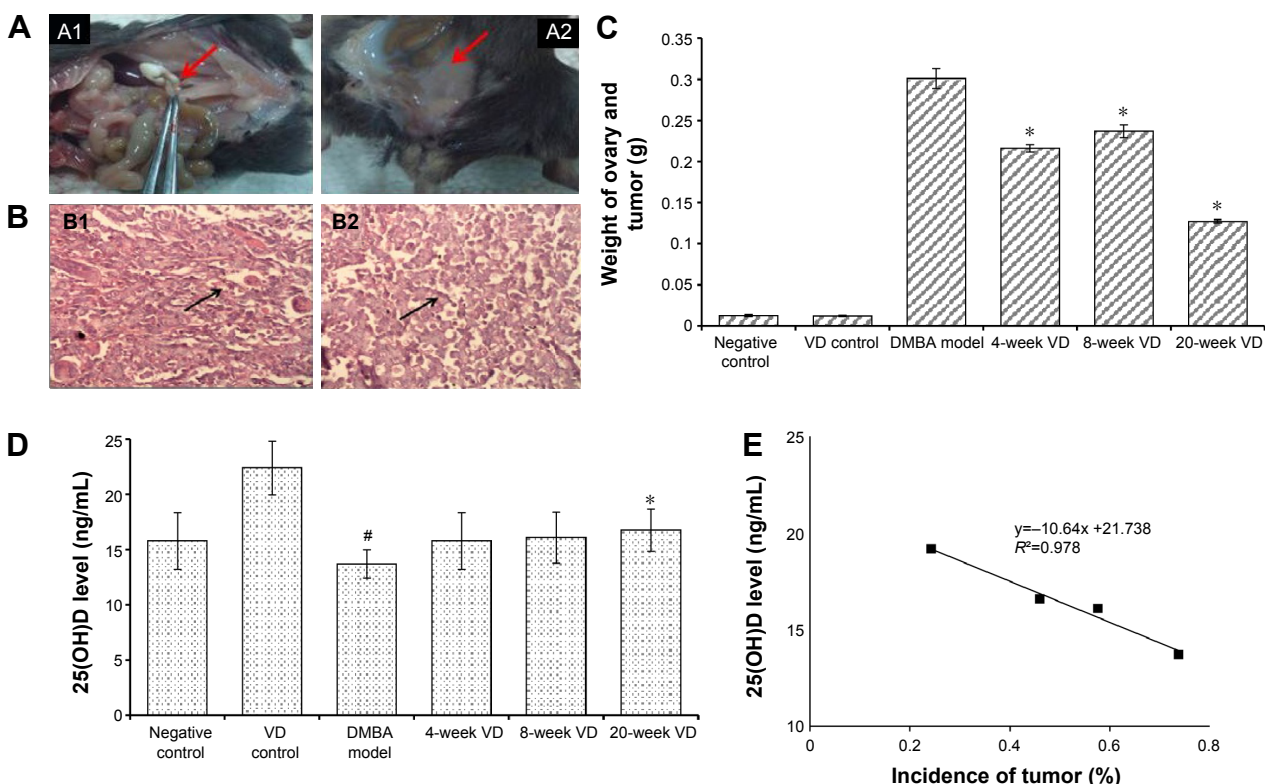 A
A1
A2
B
B1
B2
C
0.35
0.3
0.25
0.2
0.15
0.1
0.05
0
Weight of ovary and
tumor (g)
*
*
*
Negative
control
VD control
DMBA model
4-week VD
8-week VD
20-week VD
D
25
20
15
10
5
0
25(OH)D level (ng/mL)
#
*
Negative
control
VD
control
DMBA
model
4-week VD
8-week VD
20-week VD
E
25
20
15
10
25(OH)D level (ng/mL)
y=–10.64x +21.738
R²=0.978
0
0.2
0.4
0.6
0.8
Incidence of tumor (%)